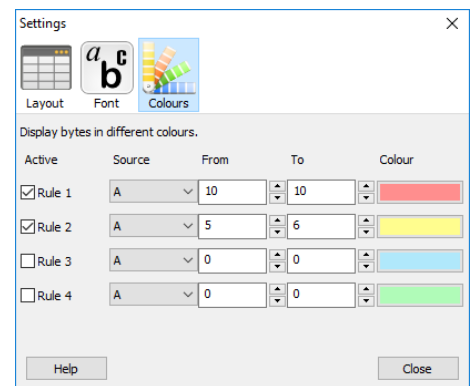 Settings
a b c
Layout Font Colours
Display bytes in different colours.
Active Source From To Colour
Rule 1 A 10 10
Rule 2 A 5 6
Rule 3 A 0 0
Rule 4 A 0 0
Help Close